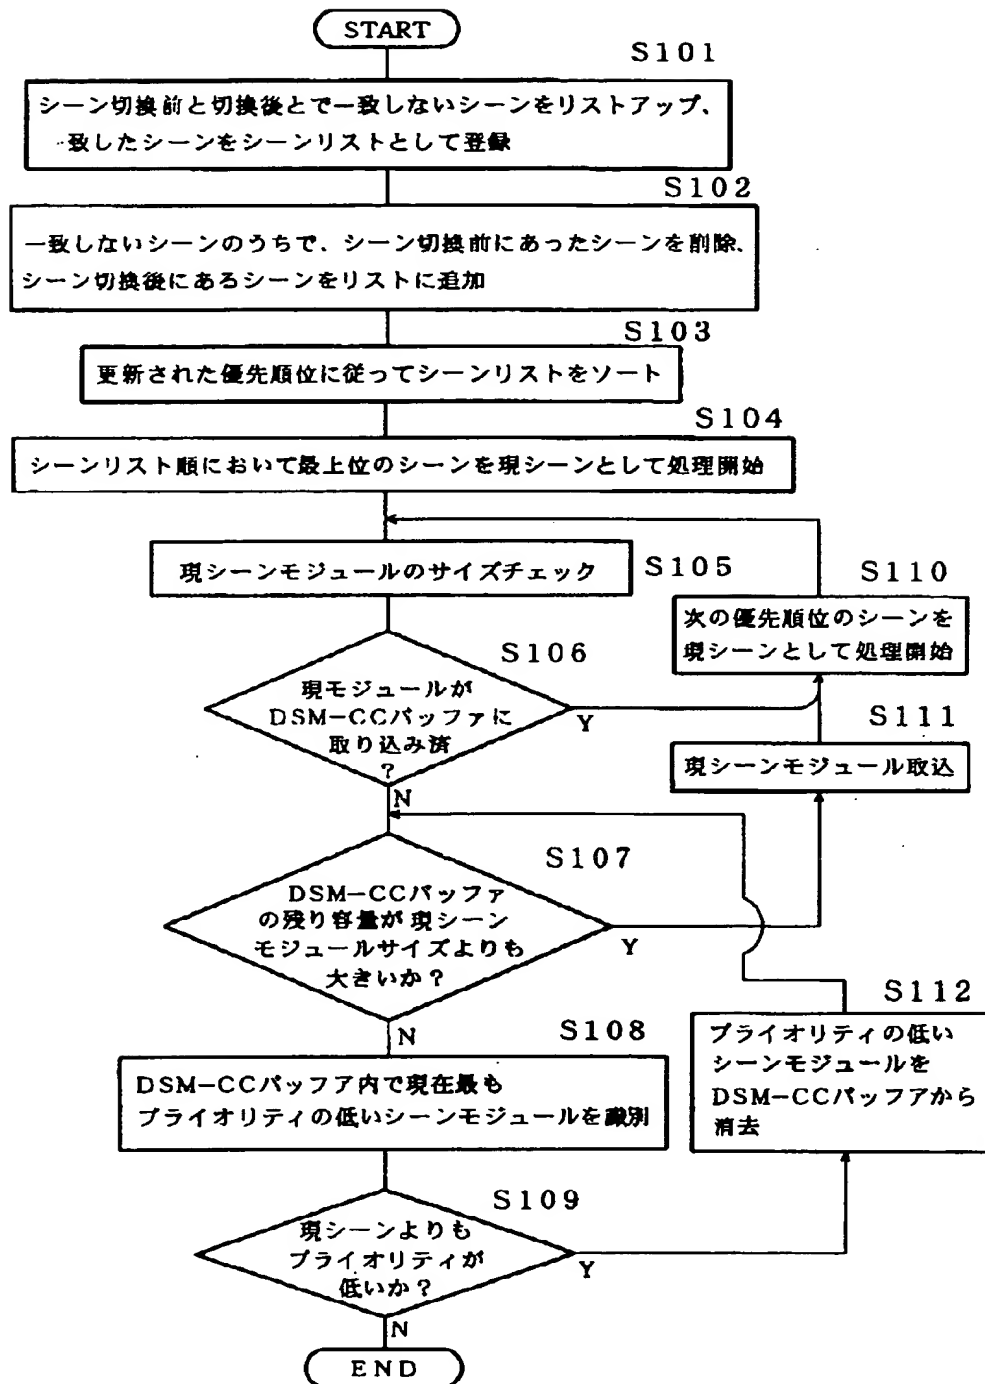 START
S101
シーン切換前と切換後とで一致しないシーンをリストアップ、
一致したシーンをシーンリストとして登録
S102
一致しないシーンのうちで、シーン切換前にあったシーンを削除、
シーン切換後にあるシーンをリストに追加
S103
更新された優先順位に従ってシーンリストをソート
S104
シーンリスト順において最上位のシーンを現シーンとして処理開始
現シーンモジュールのサイズチェック
S105
S110
次の優先順位のシーンを
現シーンとして処理開始
S106
現モジュールが
DSM-CCバッファに
取り込み済
?
Y
N
S111
現シーンモジュール取込
S107
DSM-CCバッファ
の残り容量が現シーン
モジュールサイズよりも
大きいか?
Y
N
S108
DSM-CCバッフア内で現在最も
プライオリティの低いシーンモジュールを識別
S112
プライオリティの低い
シーンモジュールを
DSM-CCバッフアから
消去
S109
現シーンよりも
プライオリティが
低いか?
Y
N
END